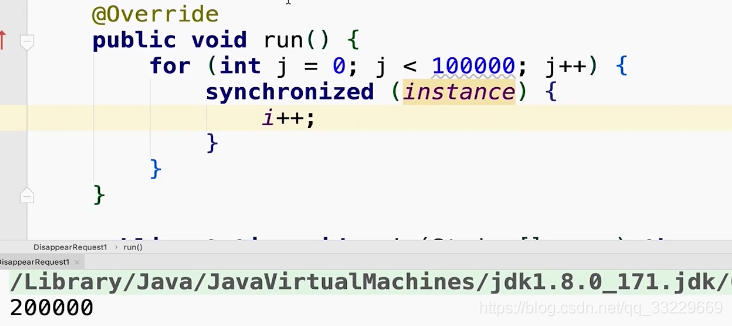 @Override
public void run() {
for (int j = 0; j < 100000; j++) {
synchronized (instance) {
i++;
}
}
}
DisappearRequest1 › run()
DisappearRequest1 ×
/Library/Java/JavaVirtualMachines/jdk1.8.0_171.jdk/
200000
https://blog.csdn.net/qq_33229669